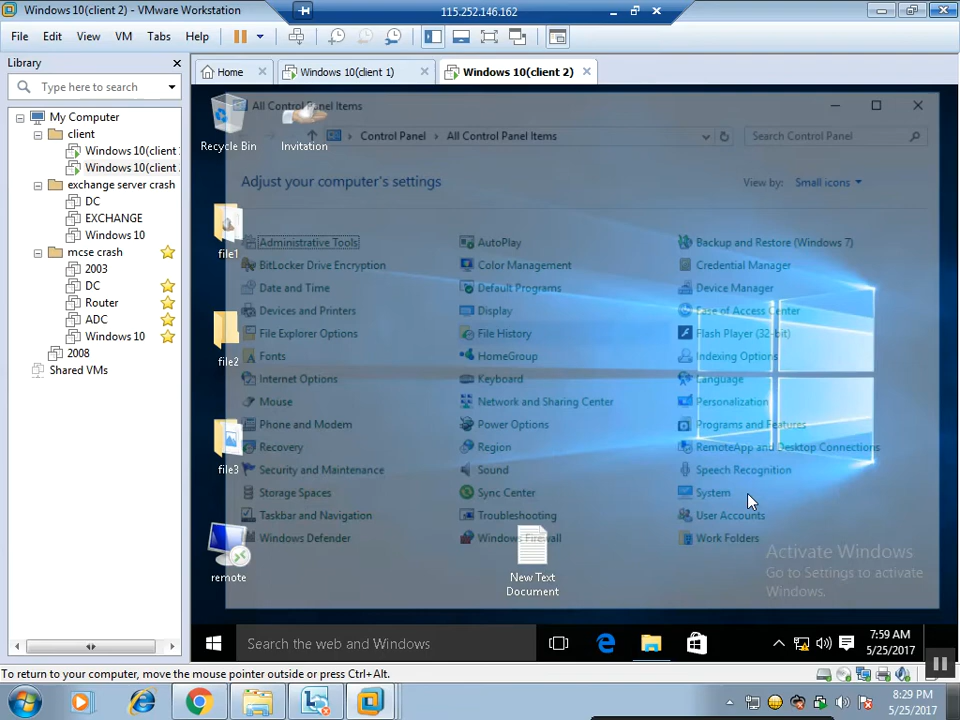 Windows 10(client 2) - VMware Workstation
115.252.146.162
File Edit View VM Tabs Help
Library
Type here to search
Home
Windows 10(client 1)
Windows 10(client 2)
My Computer
client
Windows 10(client
Windows 10(client
exchange server crash
DC
EXCHANGE
Windows 10
mcse crash
2003
DC
Router
ADC
Windows 10
2008
Shared VMs
Recycle Bin
Invitation
file1
file2
file3
remote
New Text
Document
All Control Panel Items
Control Panel
All Control Panel Items
Search Control Panel
Adjust your computer's settings
View by: Small icons
Administrative Tools
AutoPlay
Backup and Restore (Windows 7)
BitLocker Drive Encryption
Color Management
Credential Manager
Date and Time
Default Programs
Device Manager
Devices and Printers
Display
Ease of Access Center
File Explorer Options
File History
Flash Player (32-bit)
Fonts
HomeGroup
Indexing Options
Internet Options
Keyboard
Language
Mouse
Network and Sharing Center
Personalization
Phone and Modem
Power Options
Programs and Features
Recovery
Region
RemoteApp and Desktop Connections
Security and Maintenance
Sound
Speech Recognition
Storage Spaces
Sync Center
System
Taskbar and Navigation
Troubleshooting
User Accounts
Windows Defender
Windows Firewall
Work Folders
Activate Windows
Go to Settings to activate
Windows.
Search the web and Windows
7:59 AM
5/25/2017
To return to your computer, move the mouse pointer outside or press Ctrl+Alt.
8:29 PM
5/25/2017